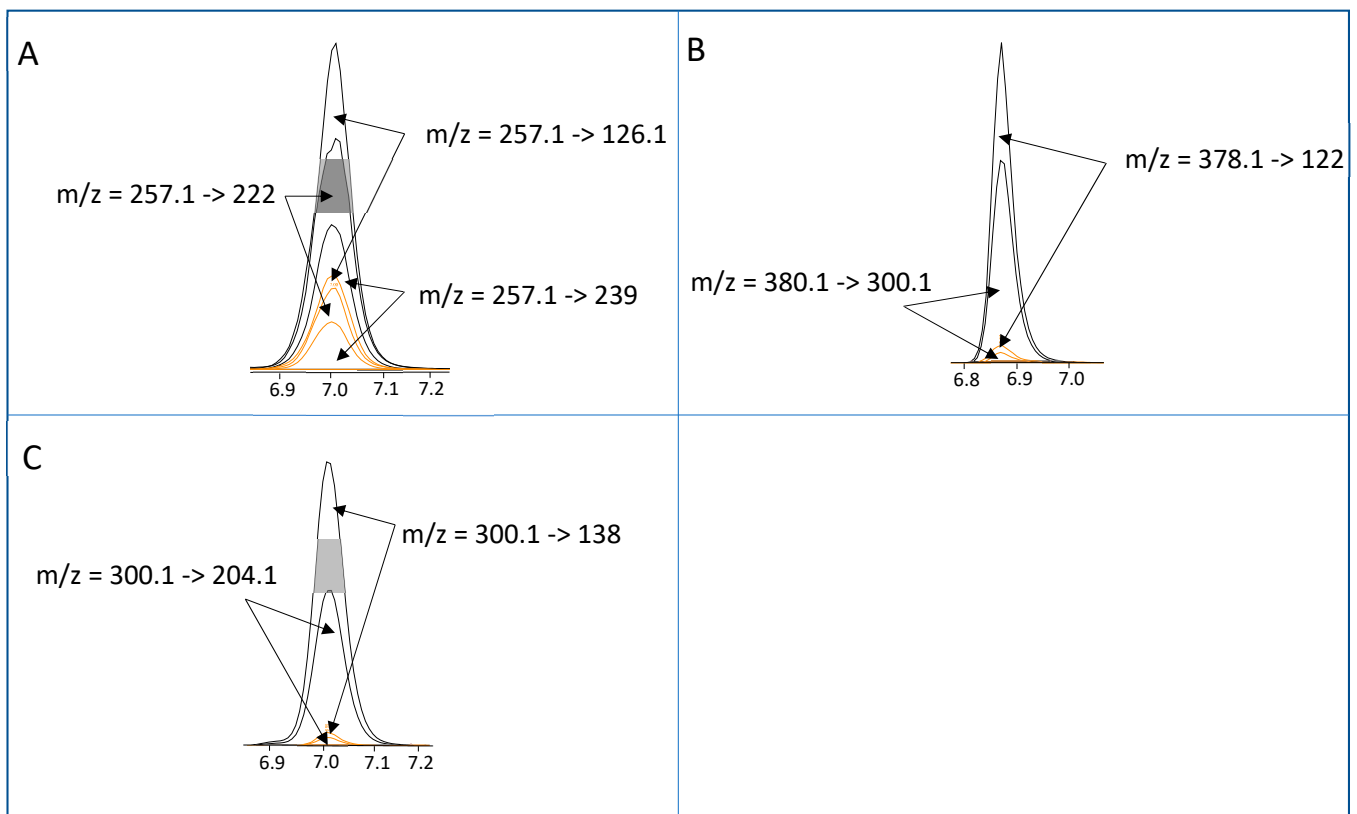 A
m/z = 257.1 -> 126.1
m/z = 257.1 -> 222
m/z = 257.1 -> 239
6.9 7.0 7.1 7.2
B
m/z = 378.1 -> 122
m/z = 380.1 -> 300.1
6.8 6.9 7.0
C
m/z = 300.1 -> 138
m/z = 300.1 -> 204.1
6.9 7.0 7.1 7.2